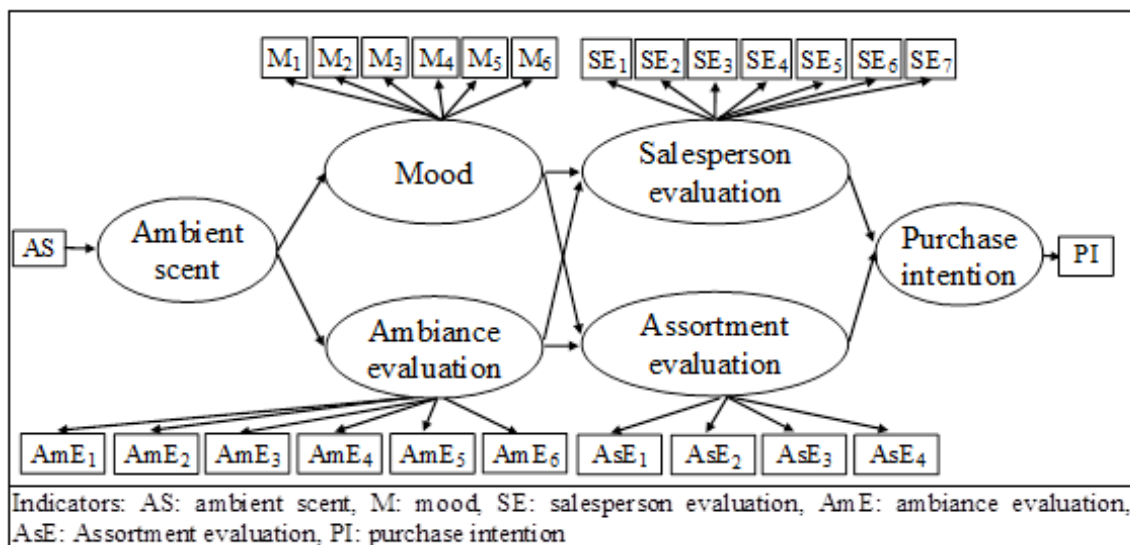 M₁ M₂ M₃ M₄ M₅ M₆ SE₁ SE₂ SE₃ SE₄ SE₅ SE₆ SE₇
Mood
Salesperson
evaluation
AS
Ambient
scent
Purchase
intention
PI
Ambiance
evaluation
Assortment
evaluation
AmE₁ AmE₂ AmE₃ AmE₄ AmE₅ AmE₆ AsE₁ AsE₂ AsE₃ AsE₄
Indicators: AS: ambient scent, M: mood, SE: salesperson evaluation, AmE: ambiance evaluation,
AsE: Assortment evaluation, PI: purchase intention